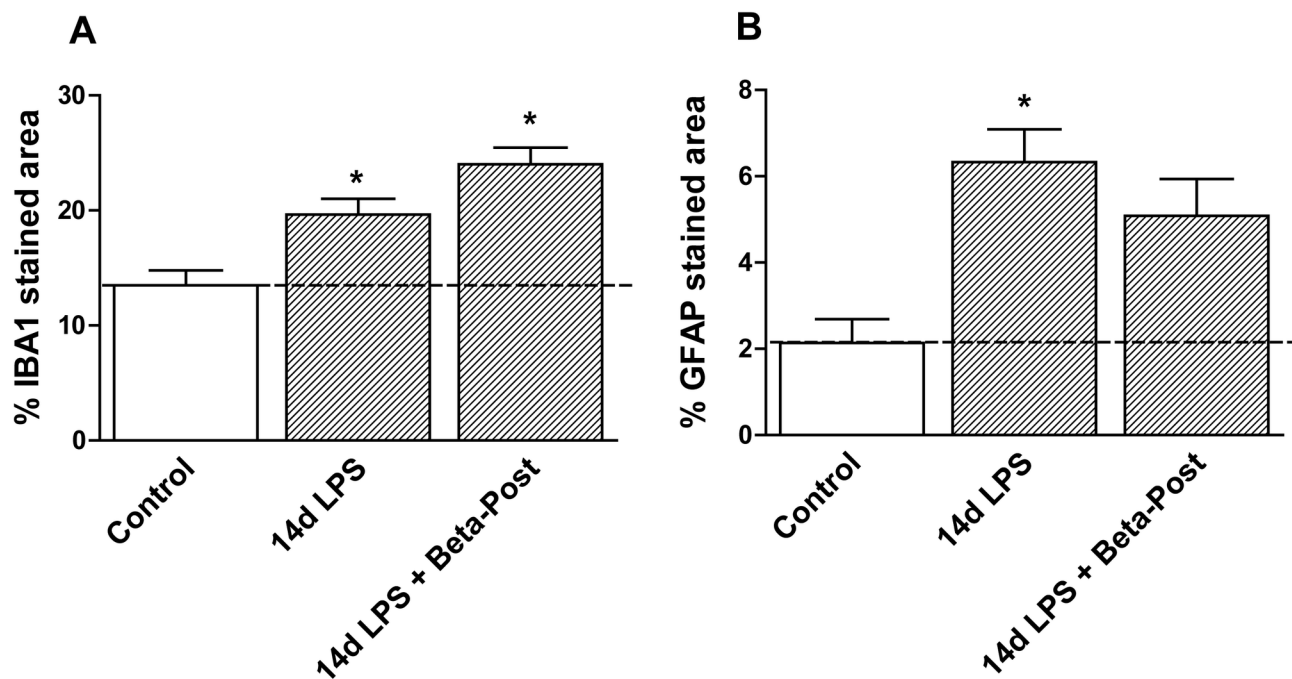 A
% IBA1 stained area
30
20
10
0
*
*
Control
14d LPS
14d LPS + Beta-Post
B
% GFAP stained area
8
6
4
2
0
*
Control
14d LPS
14d LPS + Beta-Post